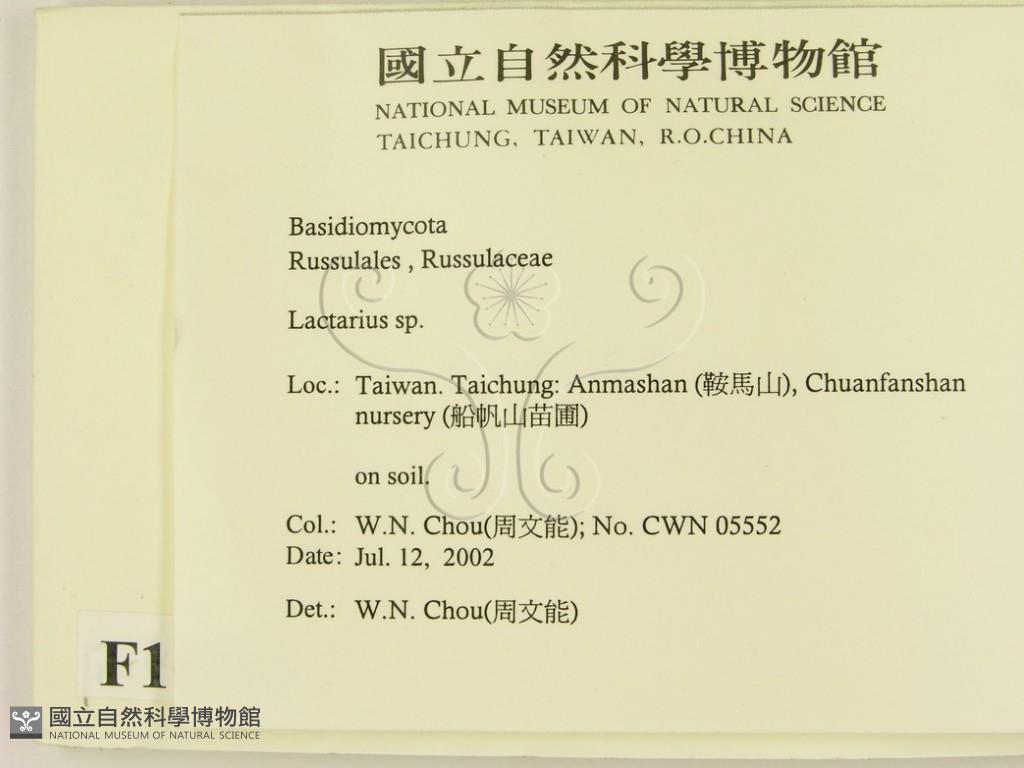 國立自然科學博物館
NATIONAL MUSEUM OF NATURAL SCIENCE
TAICHUNG, TAIWAN, R.O.CHINA
Basidiomycota
Russulales , Russulaceae
Lactarius sp.
Loc.: Taiwan. Taichung: Anmashan (鞍馬山), Chuanfanshan
nursery (船帆山苗圃)
on soil.
Col.: W.N. Chou(周文能); No. CWN 05552
Date: Jul. 12, 2002
Det.: W.N. Chou(周文能)
F1
國立自然科學博物館
NATIONAL MUSEUM OF NATURAL SCIENCE